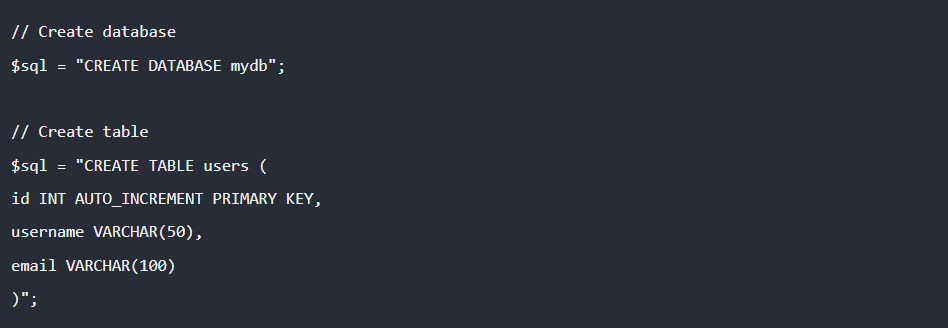 // Create database
$sql = "CREATE DATABASE mydb";
// Create table
$sql = "CREATE TABLE users (
id INT AUTO_INCREMENT PRIMARY KEY,
username VARCHAR(50),
email VARCHAR(100)
)";